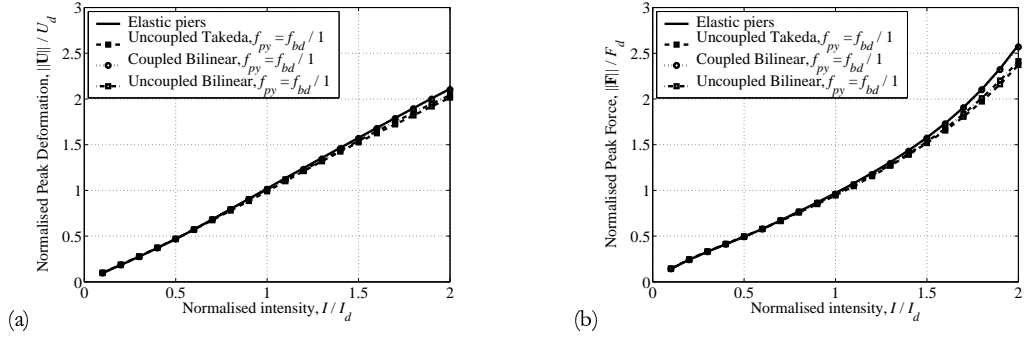 3
2.5
2
1.5
1
0.5
0
Normalised Peak Deformation, ||U|| / U_d
Elastic piers
Uncoupled Takeda, f_py = f_bd / 1
Coupled Bilinear, f_py = f_bd / 1
Uncoupled Bilinear, f_py = f_bd / 1
0 0.5 1 1.5 2
Normalised intensity, I / I_d
(a)
3
2.5
2
1.5
1
0.5
0
Normalised Peak Force, ||F|| / F_d
Elastic piers
Uncoupled Takeda, f_py = f_bd / 1
Coupled Bilinear, f_py = f_bd / 1
Uncoupled Bilinear, f_py = f_bd / 1
0 0.5 1 1.5 2
Normalised intensity, I / I_d
(b)